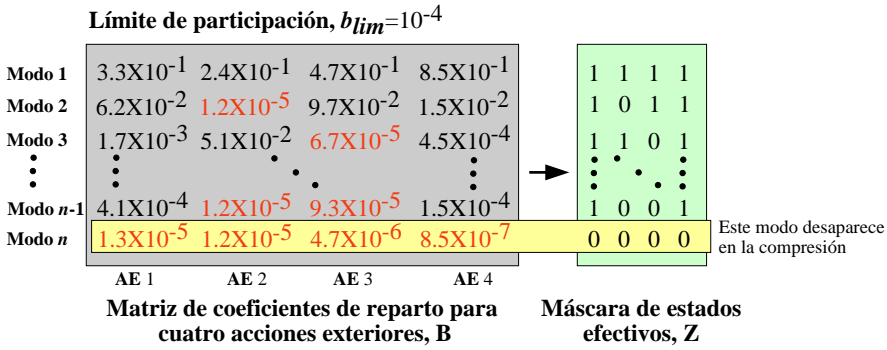 Límite de participación, b_lim=10^-4
Modo 1 3.3X10^-1 2.4X10^-1 4.7X10^-1 8.5X10^-1 1 1 1 1
Modo 2 6.2X10^-2 1.2X10^-5 9.7X10^-2 1.5X10^-2 1 0 1 1
Modo 3 1.7X10^-3 5.1X10^-2 6.7X10^-5 4.5X10^-4 1 1 0 1
Modo n-1 4.1X10^-4 1.2X10^-5 9.3X10^-5 1.5X10^-4 1 0 0 1
Modo n 1.3X10^-5 1.2X10^-5 4.7X10^-6 8.5X10^-7 0 0 0 0
Este modo desaparece
en la compresión
AE 1 AE 2 AE 3 AE 4
Matriz de coeficientes de reparto para
cuatro acciones exteriores, B
Máscara de estados
efectivos, Z